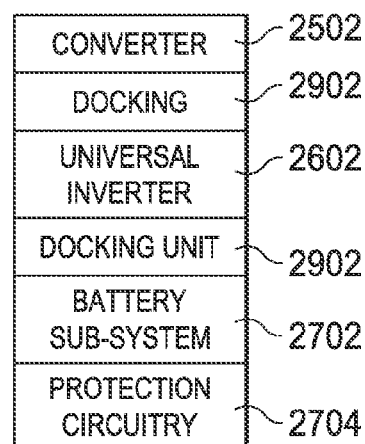 CONVERTER 2502
DOCKING 2902
UNIVERSAL
INVERTER 2602
DOCKING UNIT 2902
BATTERY
SUB-SYSTEM 2702
PROTECTION
CIRCUITRY 2704